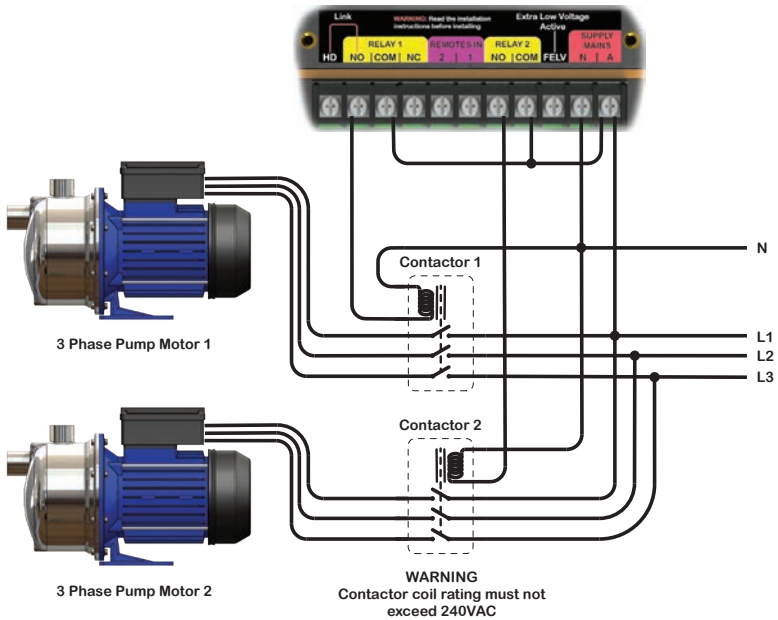 Link
WARNING: Read the installation
instructions before installing
Extra Low Voltage
Active
HD
RELAY 1
NO | COM | NC
REMOTES IN
2 | 1
RELAY 2
NO | COM
FELV
SUPPLY
MAINS
N | A
N
Contactor 1
L1
L2
L3
3 Phase Pump Motor 1
Contactor 2
3 Phase Pump Motor 2
WARNING
Contactor coil rating must not
exceed 240VAC